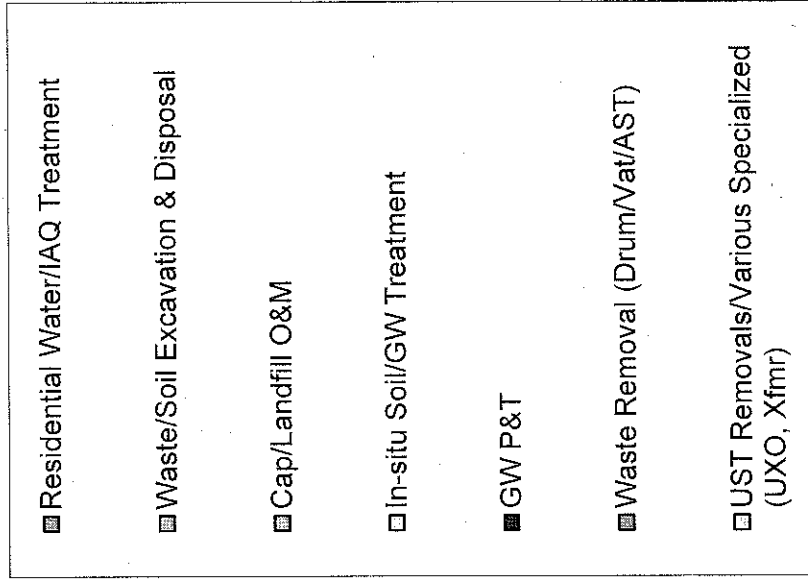 Residential Water/IAQ Treatment
Waste/Soil Excavation & Disposal
Cap/Landfill O&M
In-situ Soil/GW Treatment
GW P&T
Waste Removal (Drum/Vat/AST)
UST Removals/Various Specialized
(UXO, Xfmr)